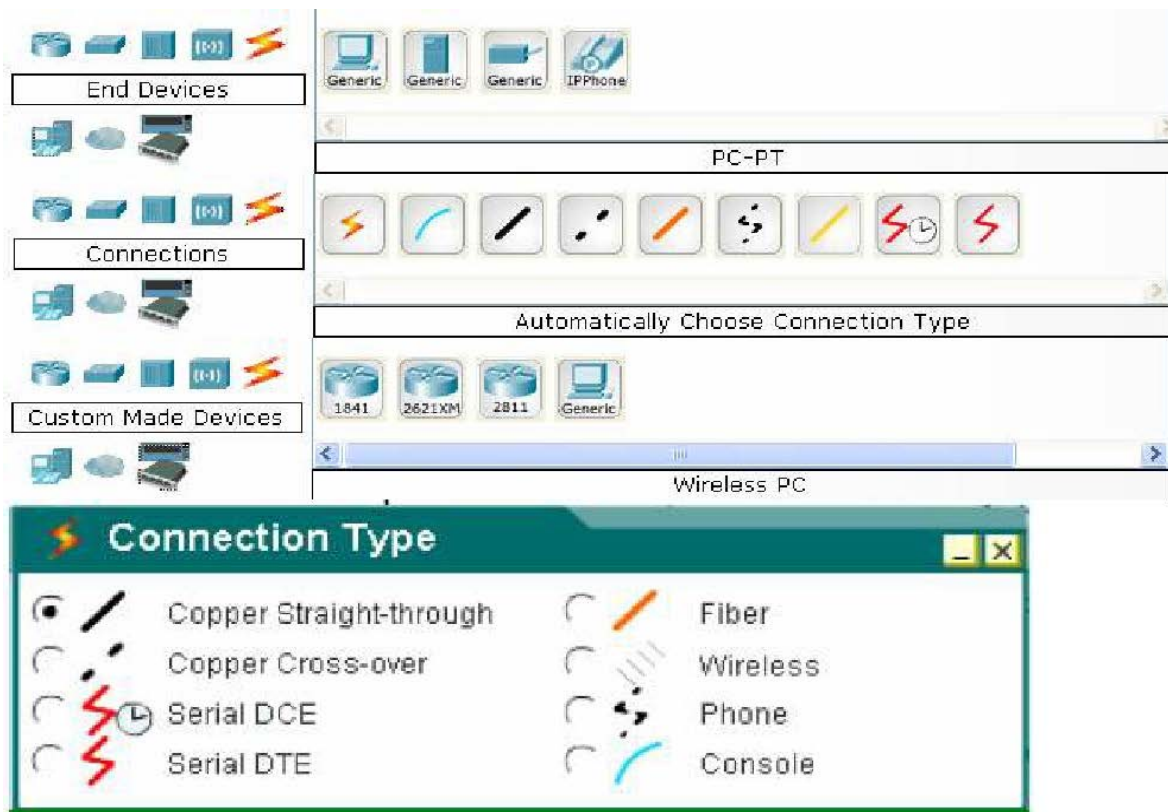 Generic Generic Generic IPPhone
End Devices
PC-PT
Connections
Automatically Choose Connection Type
1841 2621XM 2811 Generic
Custom Made Devices
Wireless PC
Connection Type
Copper Straight-through Fiber
Copper Cross-over Wireless
Serial DCE Phone
Serial DTE Console